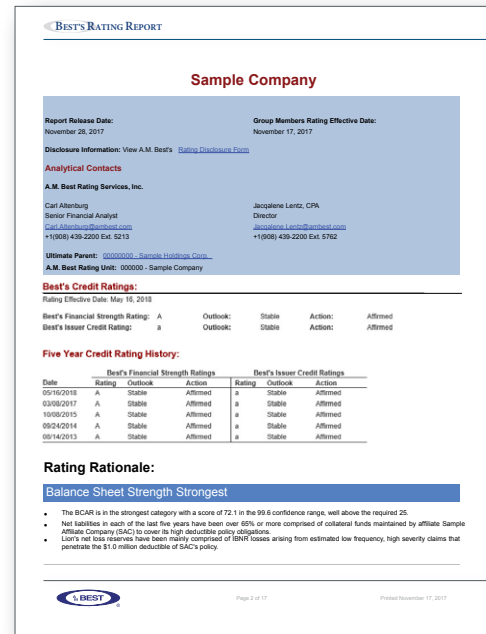 BEST'S RATING REPORT
Sample Company
Report Release Date: Group Members Rating Effective Date:
November 28, 2017 November 17, 2017
Disclosure Information: View A.M. Best's Rating Disclosure Form
Analytical Contacts
A.M. Best Rating Services, Inc.
Carl Altenburg Jacqalene Lentz, CPA
Senior Financial Analyst Director
Carl.Altenburg@ambest.com Jacqalene.Lentz@ambest.com
+1(908) 439-2200 Ext. 5213 +1(908) 439-2200 Ext. 5762
Ultimate Parent: 00000000 - Sample Holdings Corp.
A.M. Best Rating Unit: 000000 - Sample Company
Best's Credit Ratings:
Rating Effective Date: May 16, 2018
Best's Financial Strength Rating: A Outlook: Stable Action: Affirmed
Best's Issuer Credit Rating: a Outlook: Stable Action: Affirmed
Five Year Credit Rating History:
Best's Financial Strength Ratings Best's Issuer Credit Ratings
Date Rating Outlook Action Rating Outlook Action
05/16/2018 A Stable Affirmed a Stable Affirmed
03/08/2017 A Stable Affirmed a Stable Affirmed
10/08/2015 A Stable Affirmed a Stable Affirmed
09/24/2014 A Stable Affirmed a Stable Affirmed
08/14/2013 A Stable Affirmed a Stable Affirmed
Rating Rationale:
Balance Sheet Strength Strongest
• The BCAR is in the strongest category with a score of 72.1 in the 99.6 confidence range, well above the required 25.
• Net liabilities in each of the last five years have been over 65% or more comprised of collateral funds maintained by affiliate Sample
Affiliate Company (SAC) to cover its high deductible policy obligations.
• Lion's net loss reserves have been mainly comprised of IBNR losses arising from estimated low frequency, high severity claims that
penetrate the $1.0 million deductible of SAC's policy.
BEST ® Page 2 of 17 Printed November 17, 2017